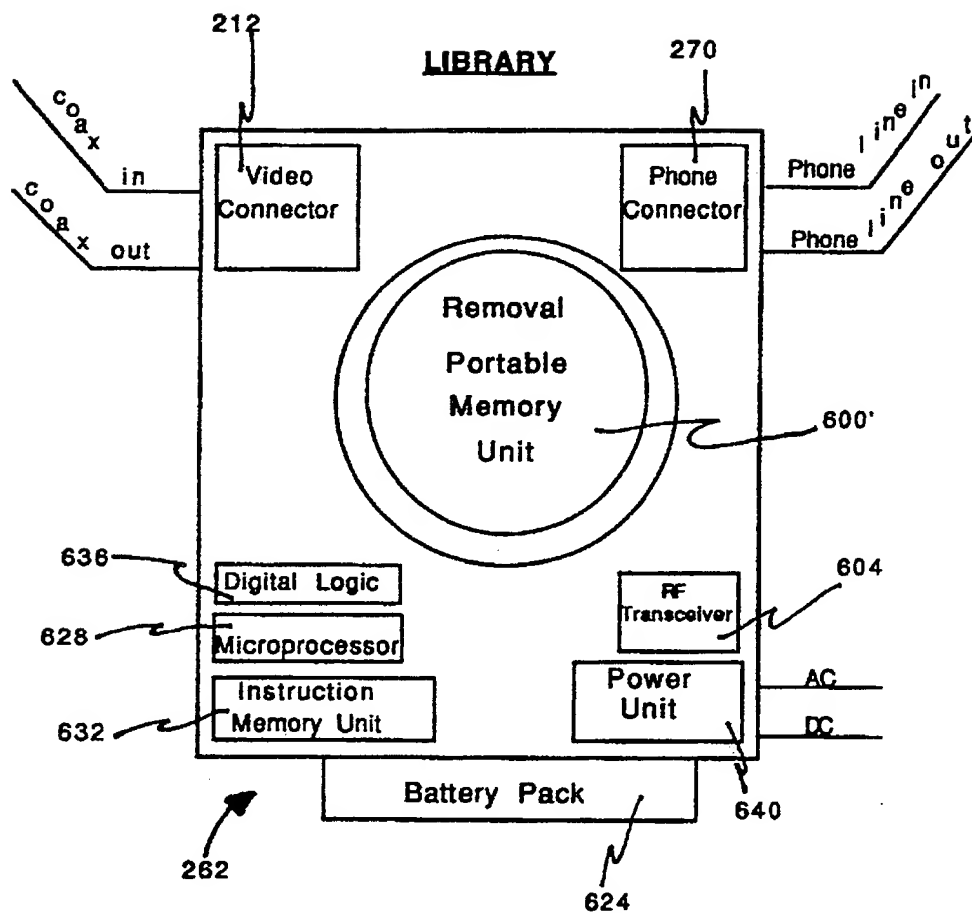 212
LIBRARY
270
coax in
Video
Connector
Phone
Connector
Phone line in
coax out
Phone line out
Removal
Portable
Memory
Unit
600'
636
Digital Logic
RF
Transceiver
604
628
Microprocessor
Instruction
Memory Unit
632
Power
Unit
AC
DC
Battery Pack
640
262
624